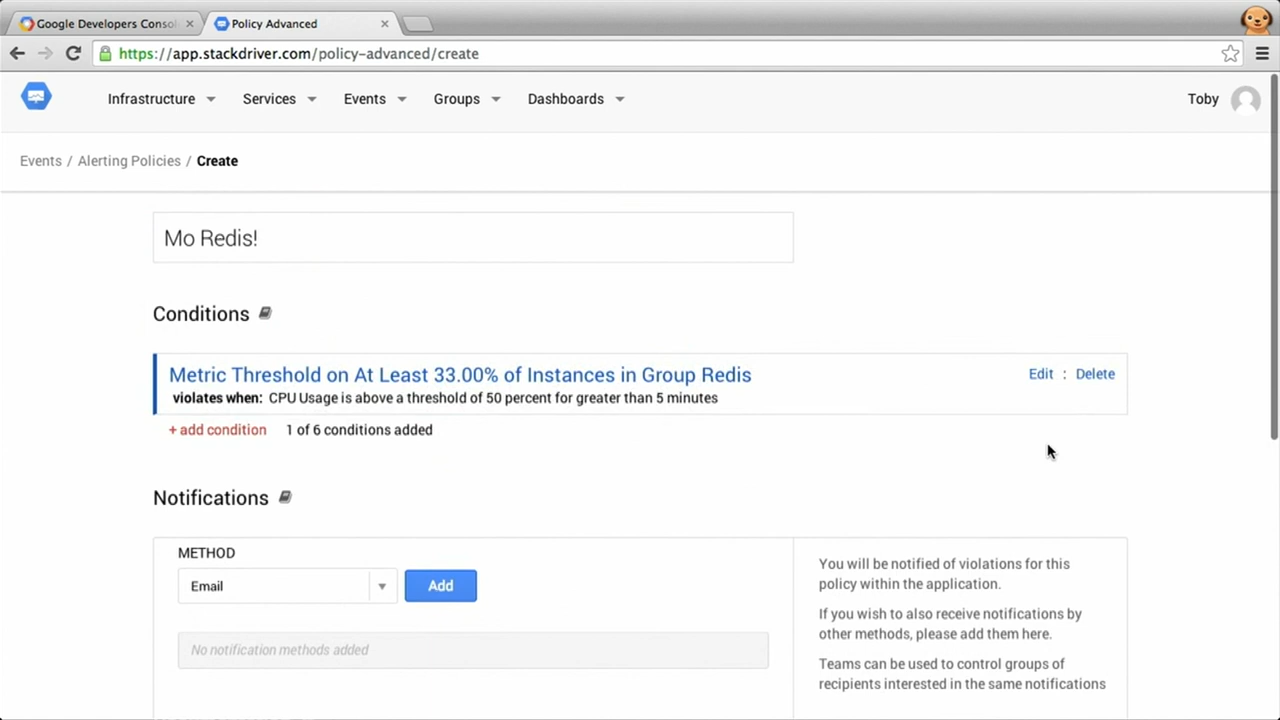 Google Developers Consol
Policy Advanced
https://app.stackdriver.com/policy-advanced/create
Infrastructure Services Events Groups Dashboards Toby
Events / Alerting Policies / Create
Mo Redis!
Conditions
Metric Threshold on At Least 33.00% of Instances in Group Redis
Edit : Delete
violates when: CPU Usage is above a threshold of 50 percent for greater than 5 minutes
+ add condition 1 of 6 conditions added
Notifications
METHOD
Email
Add
No notification methods added
You will be notified of violations for this
policy within the application.
If you wish to also receive notifications by
other methods, please add them here.
Teams can be used to control groups of
recipients interested in the same notifications